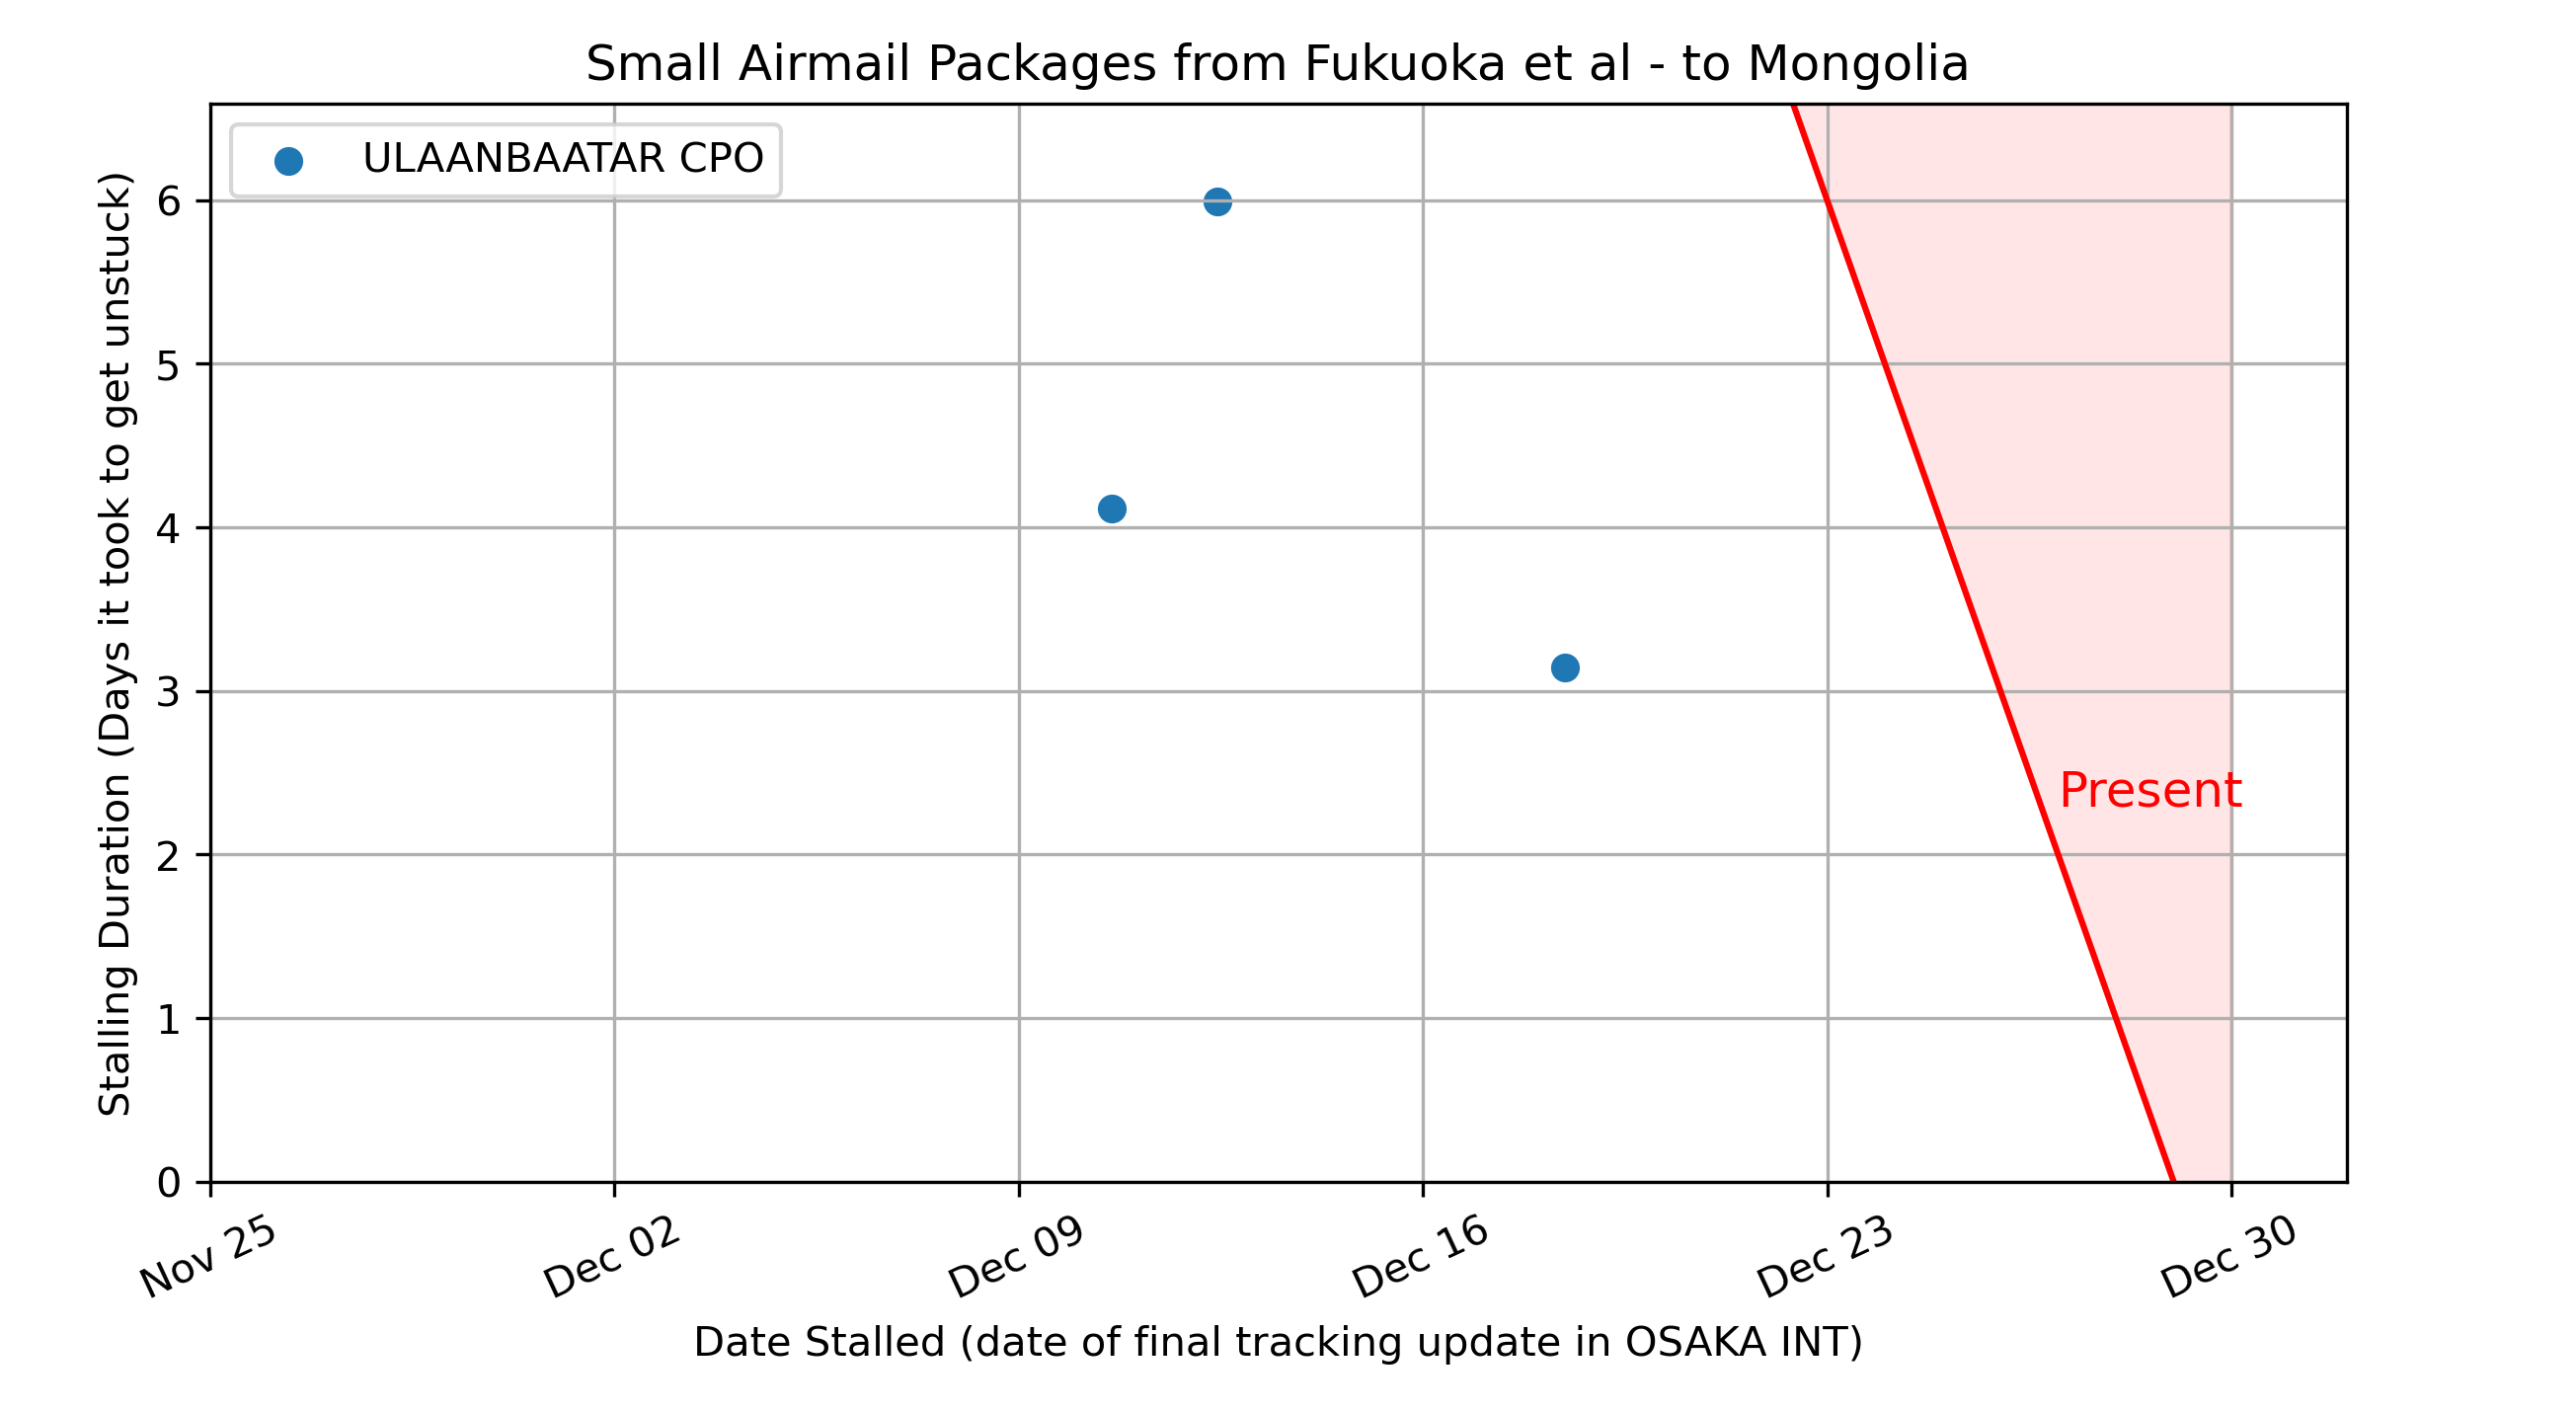 Small Airmail Packages from Fukuoka et al - to Mongolia
ULAANBAATAR CPO
Stalling Duration (Days it took to get unstuck)
6
5
4
3
2
1
0
Present
Nov 25
Dec 02
Dec 09
Dec 16
Dec 23
Dec 30
Date Stalled (date of final tracking update in OSAKA INT)